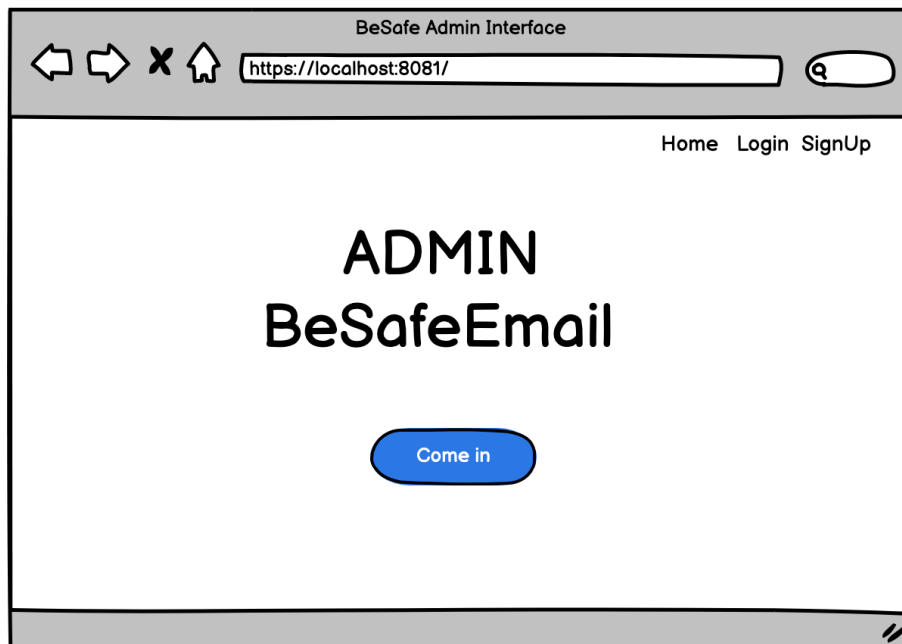 BeSafe Admin Interface
https://localhost:8081/
Home Login SignUp
ADMIN
BeSafeEmail
Come in